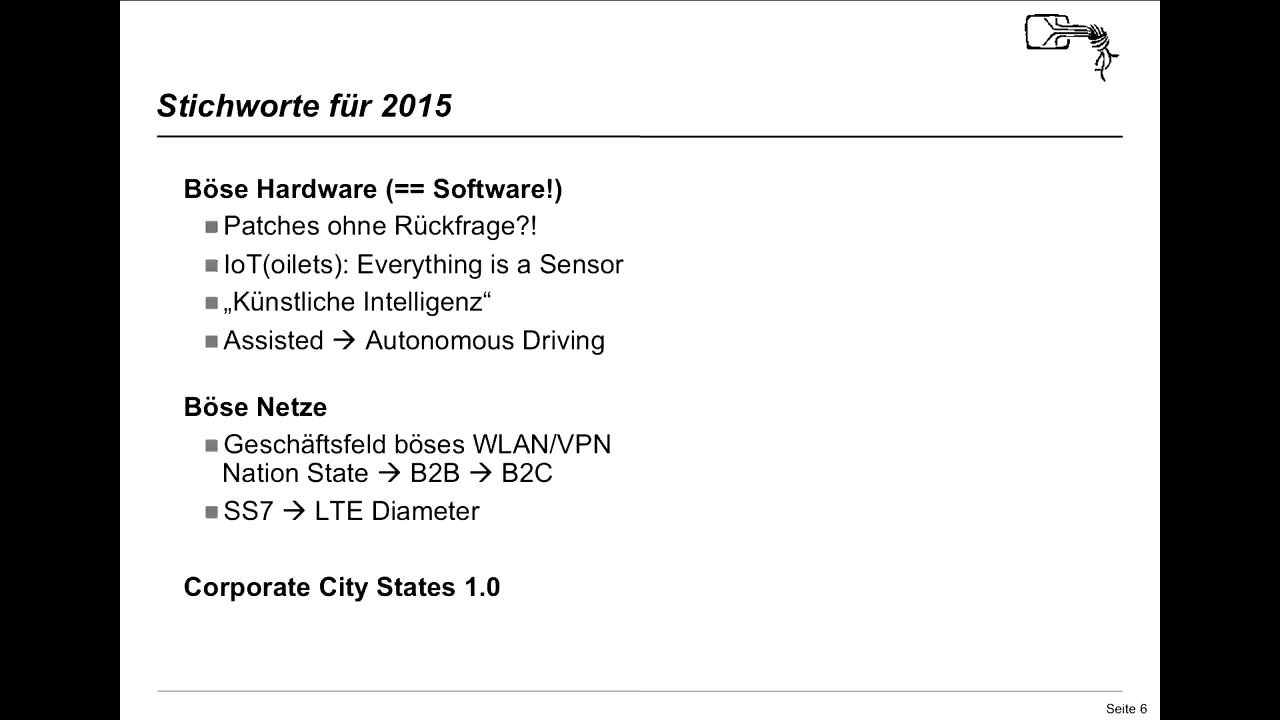 Stichworte für 2015
Böse Hardware (== Software!)
Patches ohne Rückfrage?!
IoT(oilets): Everything is a Sensor
„Künstliche Intelligenz“
Assisted → Autonomous Driving
Böse Netze
Geschäftsfeld böses WLAN/VPN
Nation State → B2B → B2C
SS7 → LTE Diameter
Corporate City States 1.0
Seite 6